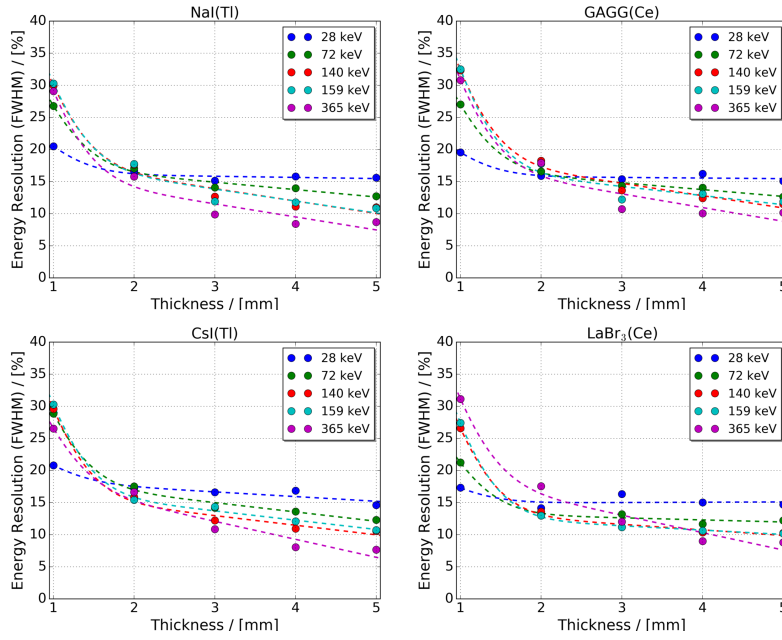 NaI(Tl)
Energy Resolution (FWHM) / [%]
40
35
30
25
20
15
10
5
0
28 keV
72 keV
140 keV
159 keV
365 keV
1 2 3 4 5
Thickness / [mm]
GAGG(Ce)
Energy Resolution (FWHM) / [%]
40
35
30
25
20
15
10
5
0
28 keV
72 keV
140 keV
159 keV
365 keV
1 2 3 4 5
Thickness / [mm]
CsI(Tl)
Energy Resolution (FWHM) / [%]
40
35
30
25
20
15
10
5
0
28 keV
72 keV
140 keV
159 keV
365 keV
1 2 3 4 5
Thickness / [mm]
LaBr₃(Ce)
Energy Resolution (FWHM) / [%]
40
35
30
25
20
15
10
5
0
28 keV
72 keV
140 keV
159 keV
365 keV
1 2 3 4 5
Thickness / [mm]